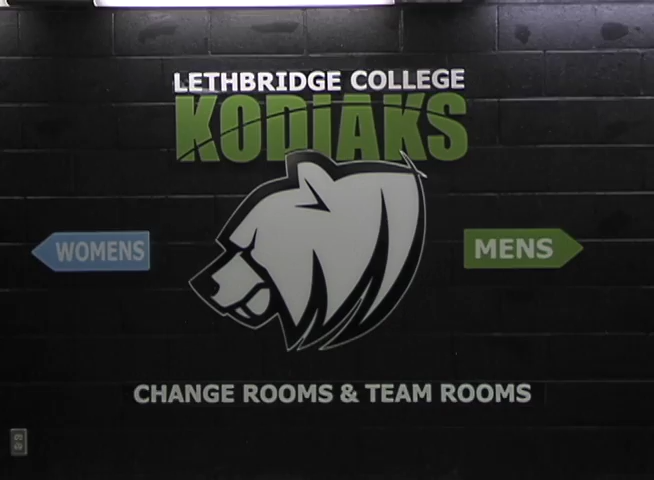 LETHBRIDGE COLLEGE
KODIAKS
WOMENS
MENS
CHANGE ROOMS & TEAM ROOMS